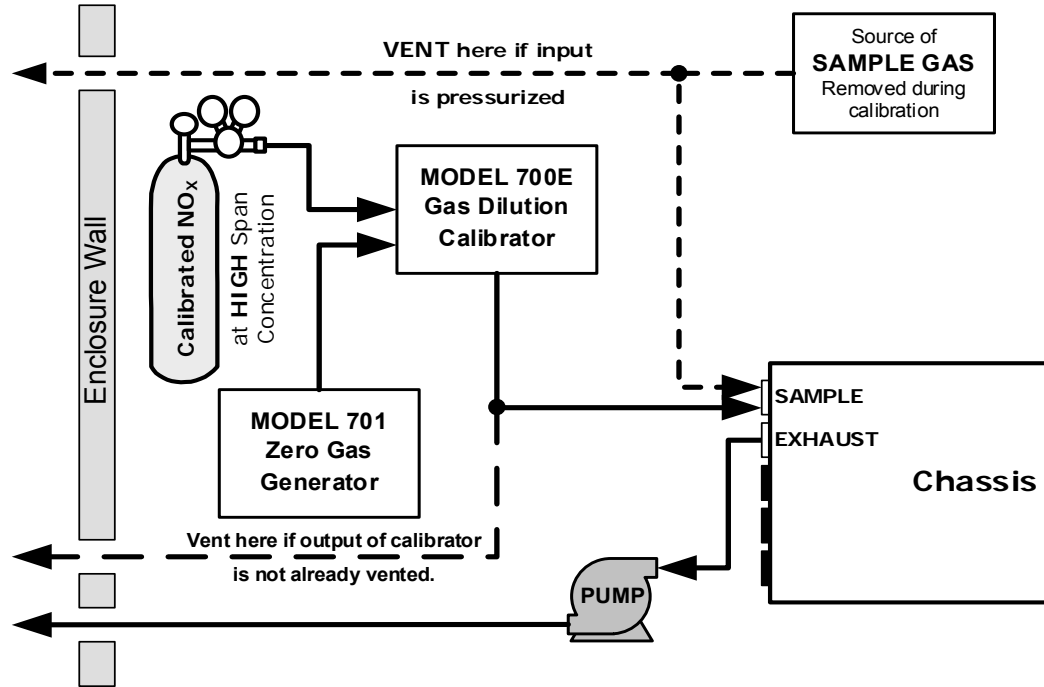 VENT here if input
is pressurized
Source of
SAMPLE GAS
Removed during
calibration
Enclosure Wall
Calibrated NOX
at HIGH Span
Concentration
MODEL 700E
Gas Dilution
Calibrator
MODEL 701
Zero Gas
Generator
SAMPLE
EXHAUST
Chassis
Vent here if output of calibrator
is not already vented.
PUMP